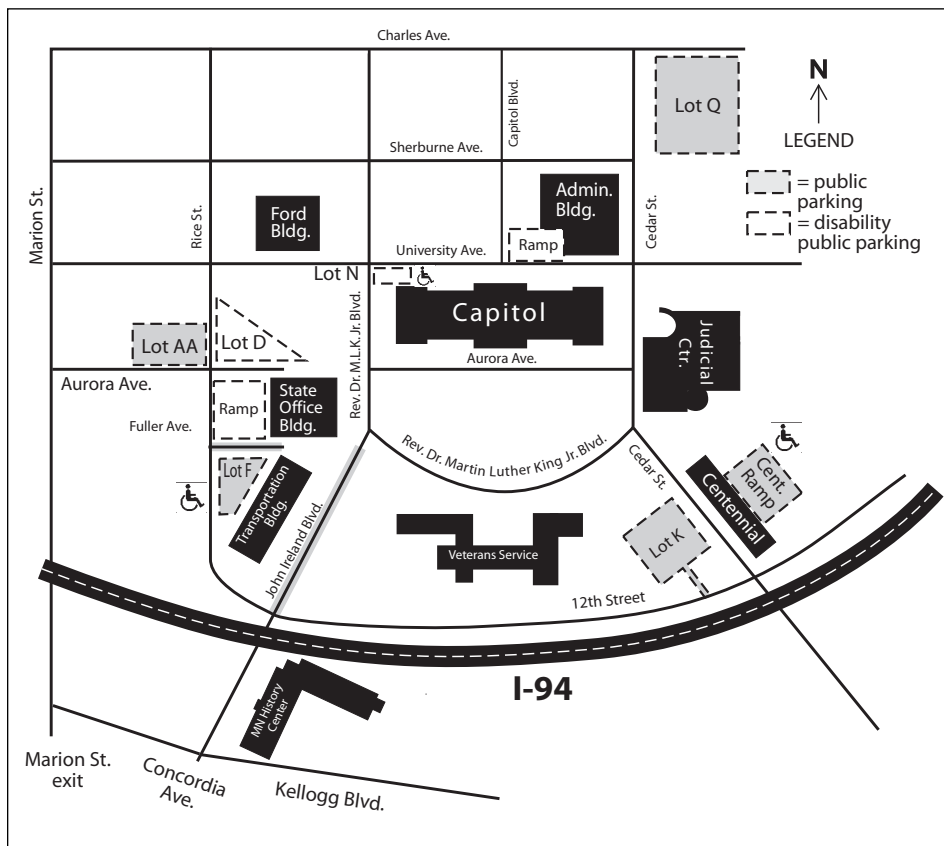 Charles Ave.
Capitol Blvd.
Lot Q
N
LEGEND
= public
parking
= disability
public parking
Sherburne Ave.
Marion St.
Rice St.
Ford
Bldg.
Admin.
Bldg.
Ramp
Cedar St.
University Ave.
Lot N
Rev. Dr. M.L.K. Jr. Blvd.
Capitol
Aurora Ave.
Judicial
Ctr.
Lot AA
Lot D
Aurora Ave.
Ramp
State
Office
Bldg.
Fuller Ave.
Rev. Dr. Martin Luther King Jr. Blvd.
Lot F
Transportation
Bldg.
John Ireland Blvd.
Cedar St.
Centennial
Cent.
Ramp
Veterans Service
Lot K
12th Street
I-94
MN History
Center
Marion St.
exit
Concordia
Ave.
Kellogg Blvd.